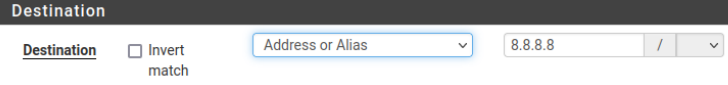 Destination
Destination Invert match Address or Alias 8.8.8.8 /